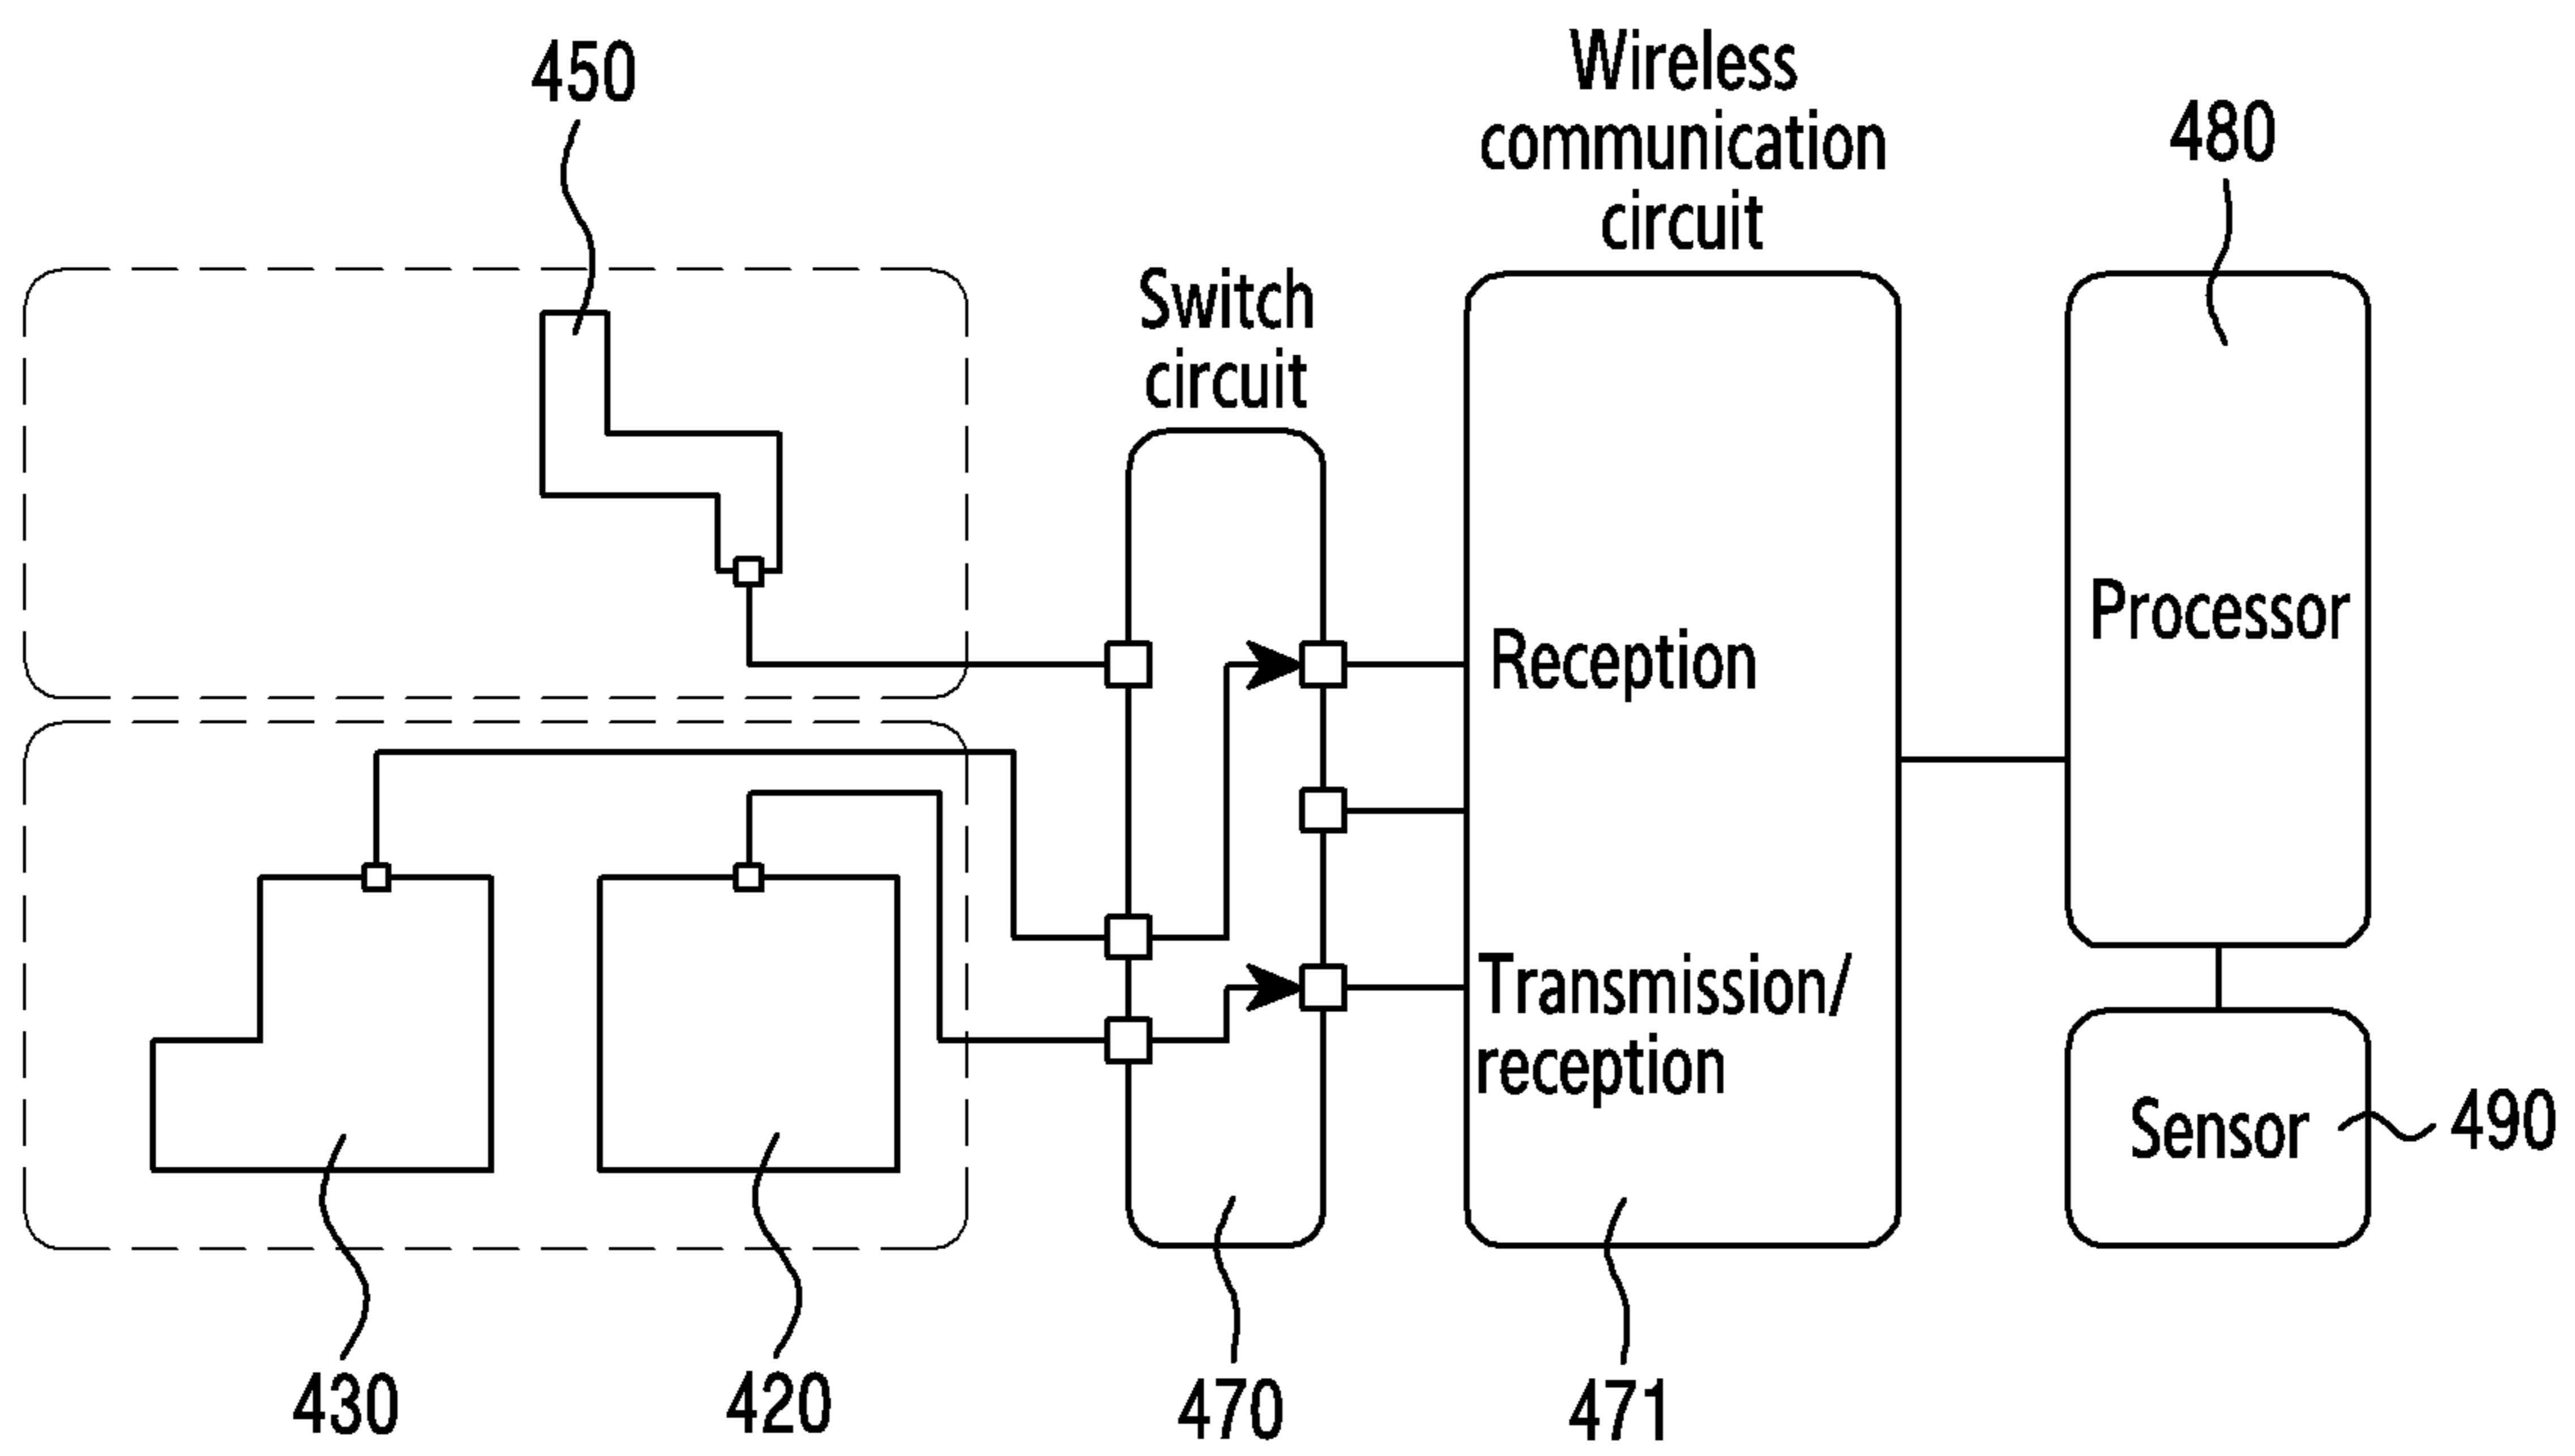 450
Wireless
communication
circuit
480
Switch
circuit
Reception
Processor
Transmission/
reception
Sensor
490
430
420
470
471